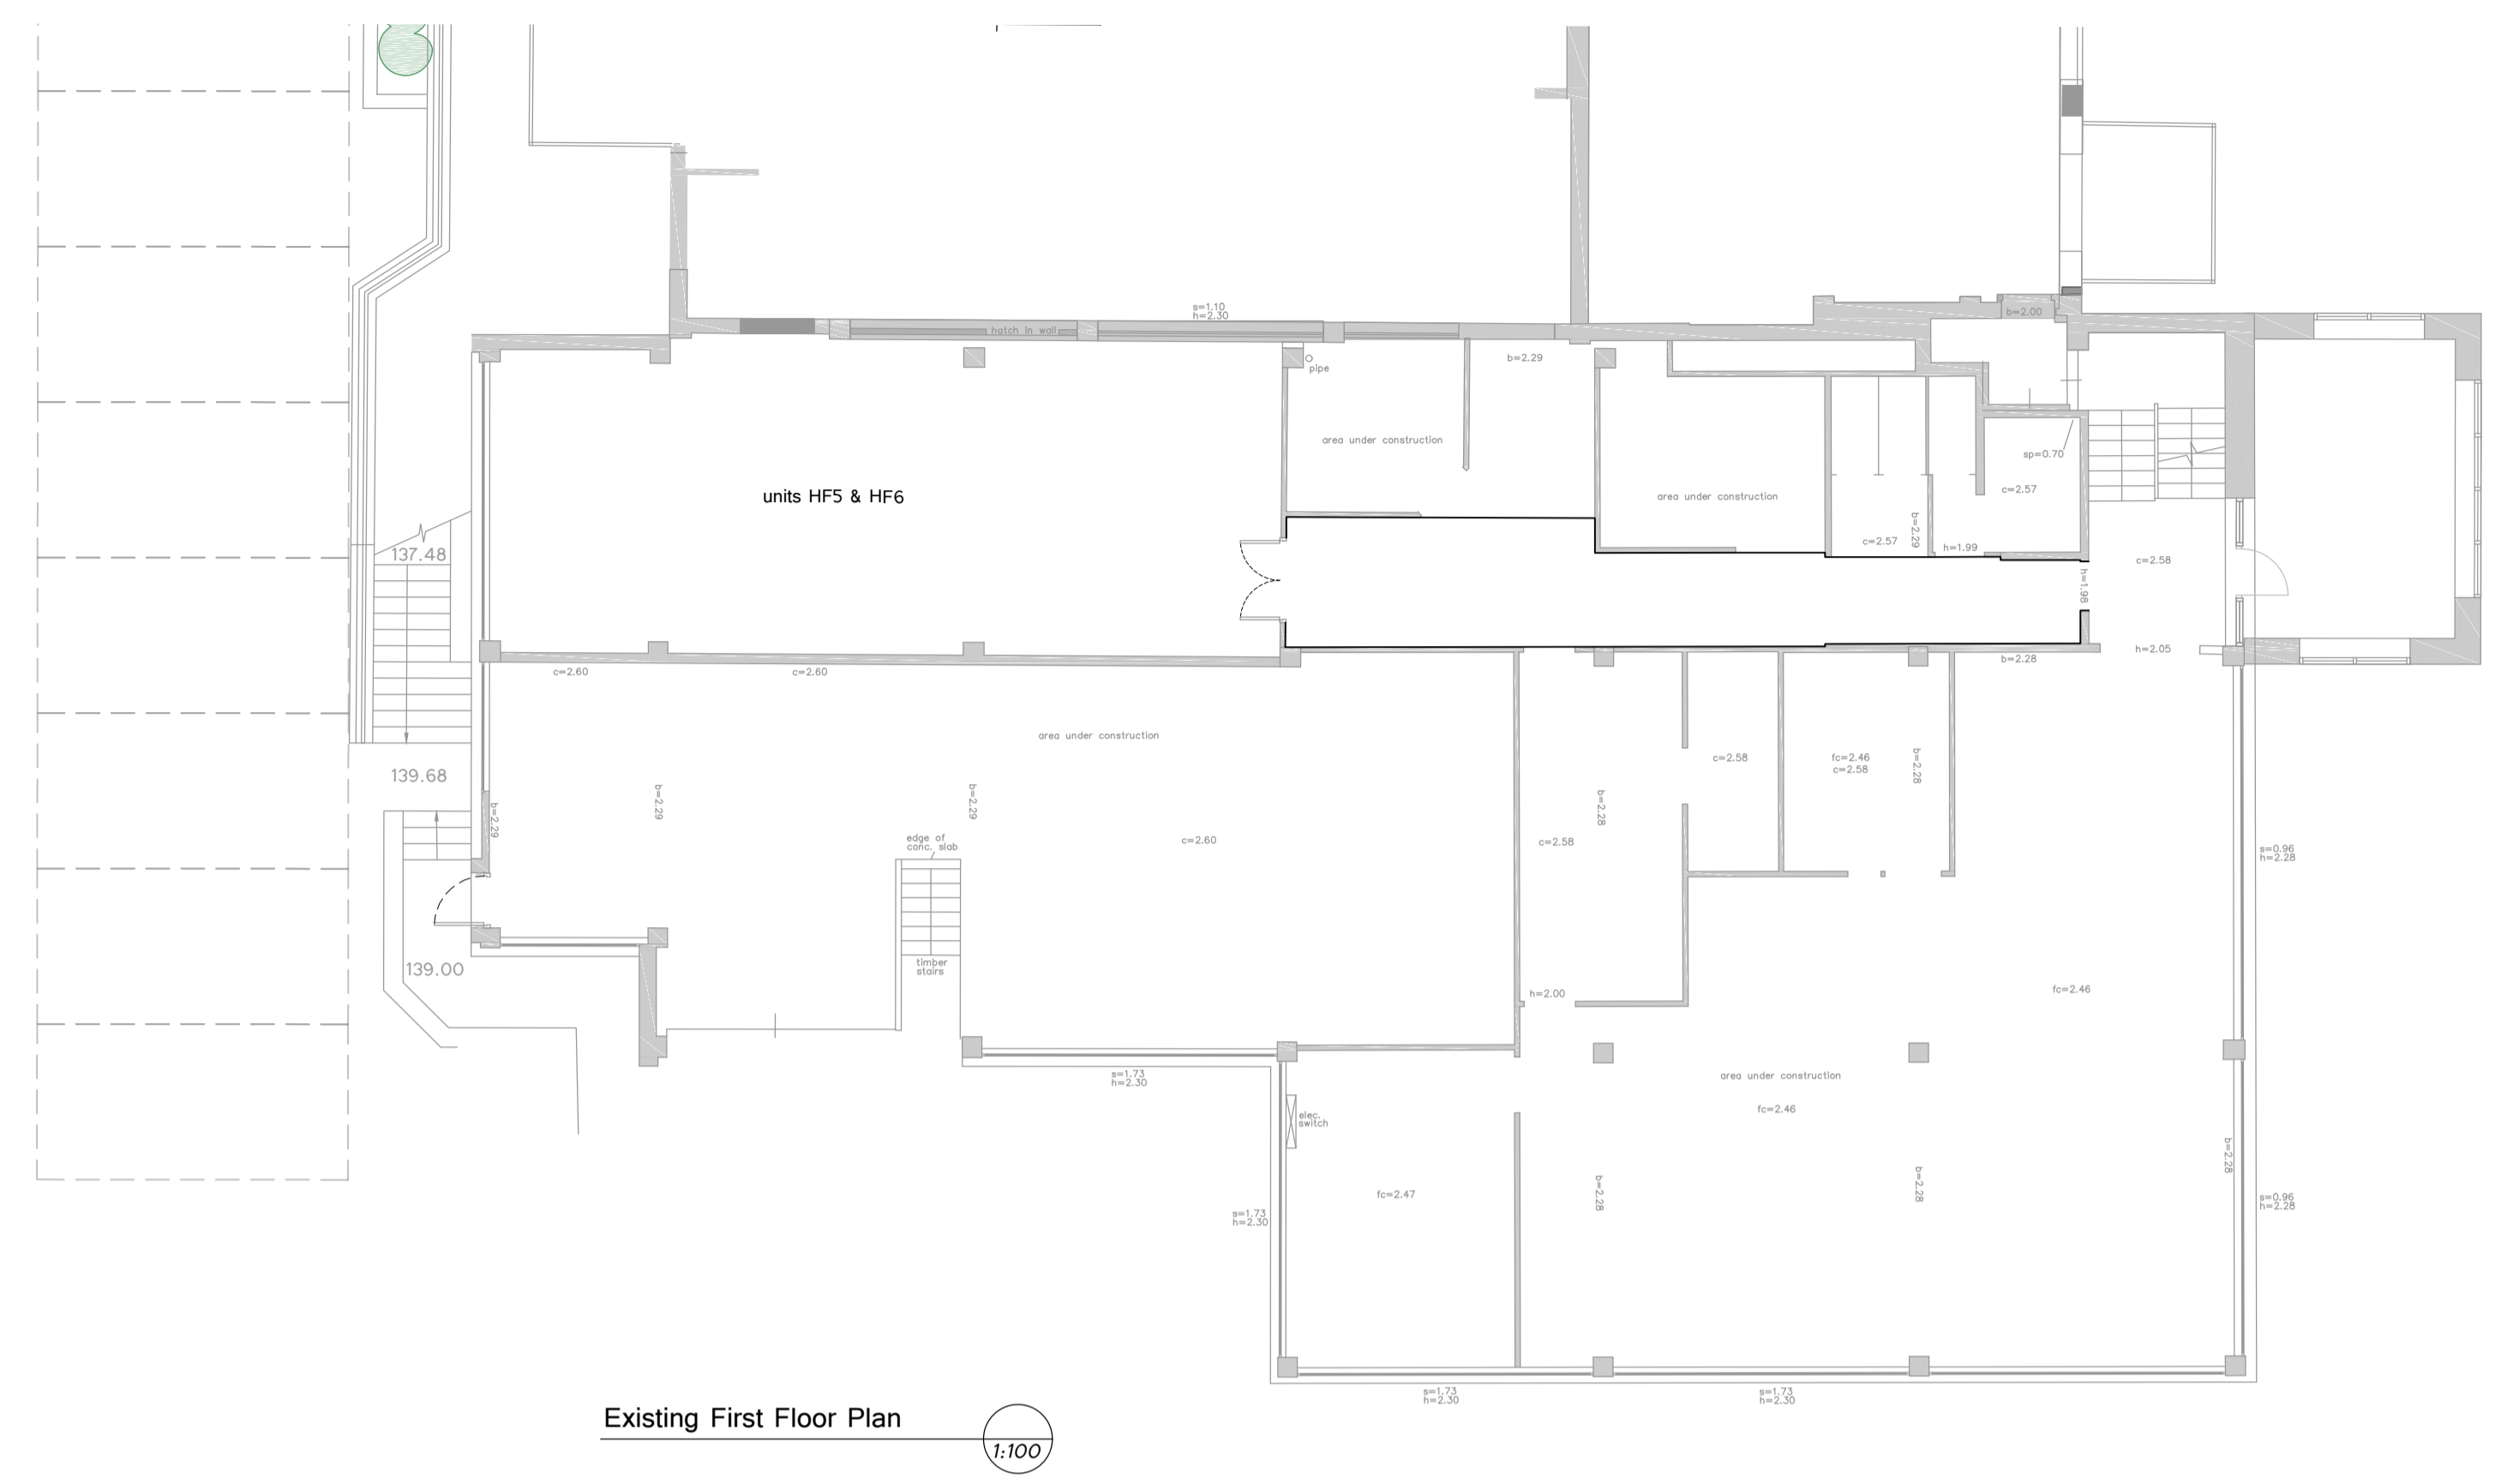 s=1.10
h=2.30
hatch in wall
b=2.00
pipe
b=2.29
area under construction
sp=0.70
c=2.57
units HF5 & HF6
area under construction
b=2.29
c=2.57
h=1.99
137.48
c=2.58
h=1.98
h=2.05
b=2.28
c=2.60
c=2.60
area under construction
139.68
c=2.58
fc=2.46
c=2.58
b=2.28
b=2.29
b=2.29
b=2.29
b=2.28
edge of
conc. slab
c=2.60
c=2.58
s=0.96
h=2.28
139.00
timber
stairs
h=2.00
fc=2.46
s=1.73
h=2.30
area under construction
elec.
switch
fc=2.46
b=2.28
fc=2.47
b=2.28
b=2.28
s=0.96
h=2.28
s=1.73
h=2.30
s=1.73
h=2.30
s=1.73
h=2.30
Existing First Floor Plan
1:100